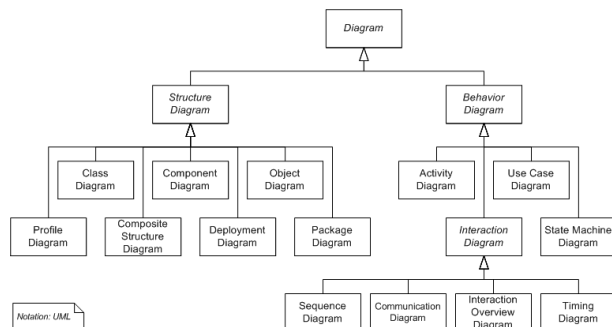 Diagram
Structure
Diagram
Behavior
Diagram
Class
Diagram
Component
Diagram
Object
Diagram
Activity
Diagram
Use Case
Diagram
Profile
Diagram
Composite
Structure
Diagram
Deployment
Diagram
Package
Diagram
Interaction
Diagram
State Machine
Diagram
Sequence
Diagram
Communication
Diagram
Interaction
Overview
Diagram
Timing
Diagram
Notation: UML